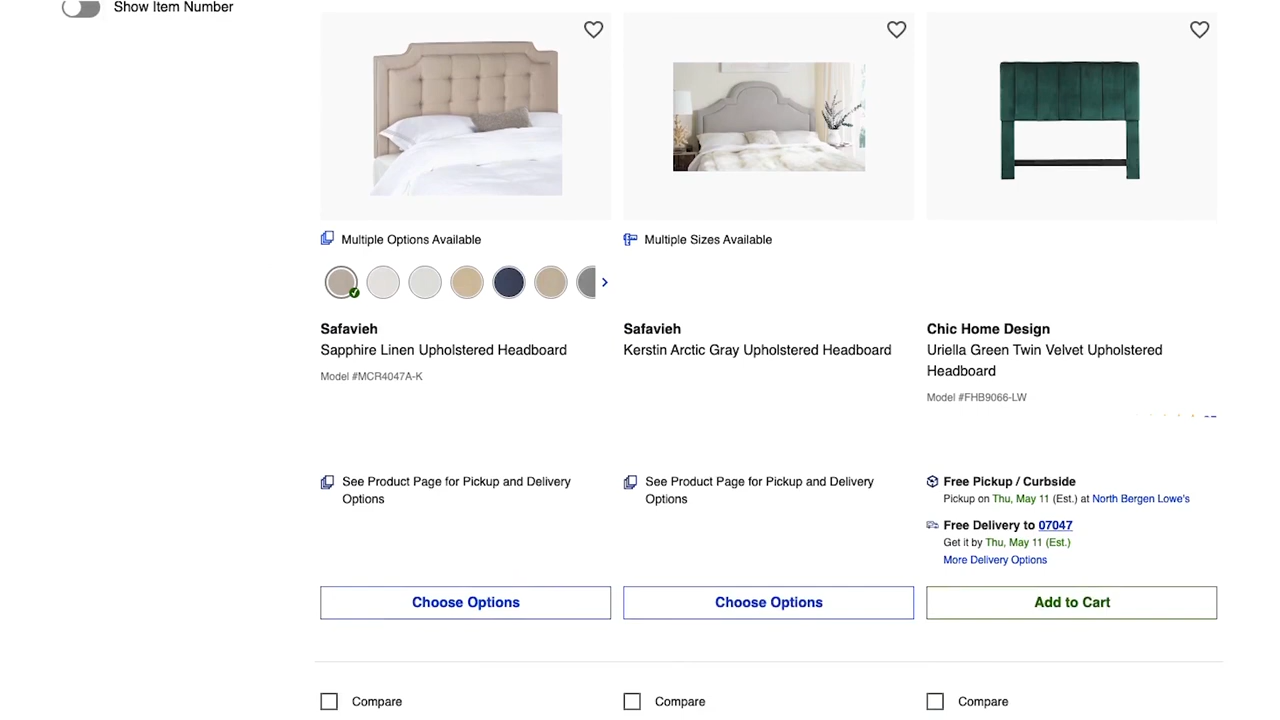 Show Item Number
Multiple Options Available
Multiple Sizes Available
Safavieh
Sapphire Linen Upholstered Headboard
Model #MCR4047A-K
Safavieh
Kerstin Arctic Gray Upholstered Headboard
Chic Home Design
Uriella Green Twin Velvet Upholstered
Headboard
Model #FHB9066-LW
See Product Page for Pickup and Delivery
Options
See Product Page for Pickup and Delivery
Options
Free Pickup / Curbside
Pickup on Thu, May 11 (Est.) at North Bergen Lowe's
Free Delivery to 07047
Get it by Thu, May 11 (Est.)
More Delivery Options
Choose Options
Choose Options
Add to Cart
Compare
Compare
Compare